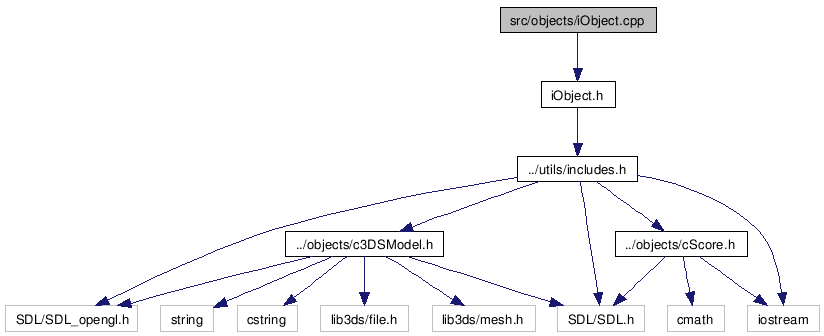 src/objects/iObject.cpp
iObject.h
../utils/includes.h
../objects/c3DSModel.h
../objects/cScore.h
SDL/SDL_opengl.h
string
cstring
lib3ds/file.h
lib3ds/mesh.h
SDL/SDL.h
cmath
iostream